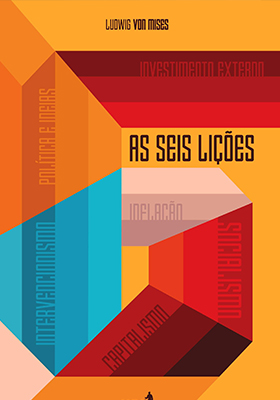 LUDWIG VON MISES
INVESTIMENTO EXTERNO
POLÍTICA E IDEIAS
AS SEIS LIÇÕES
INFLAÇÃO
INTERVENCIONISMO
SOCIALISMO
CAPITALISMO